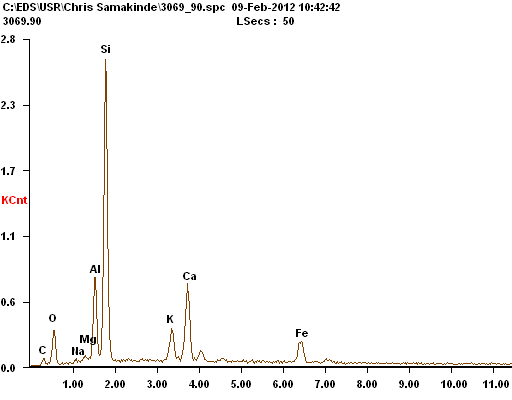 C:\EDS\USR\Chris Samakinde\3069_90.spc 09-Feb-2012 10:42:42
3069.90 LSecs : 50
2.8
Si
2.3
1.7
KCnt
1.1
Al
Ca
0.6
O
K
Fe
Mg
C
Na
0.0
1.00 2.00 3.00 4.00 5.00 6.00 7.00 8.00 9.00 10.00 11.00